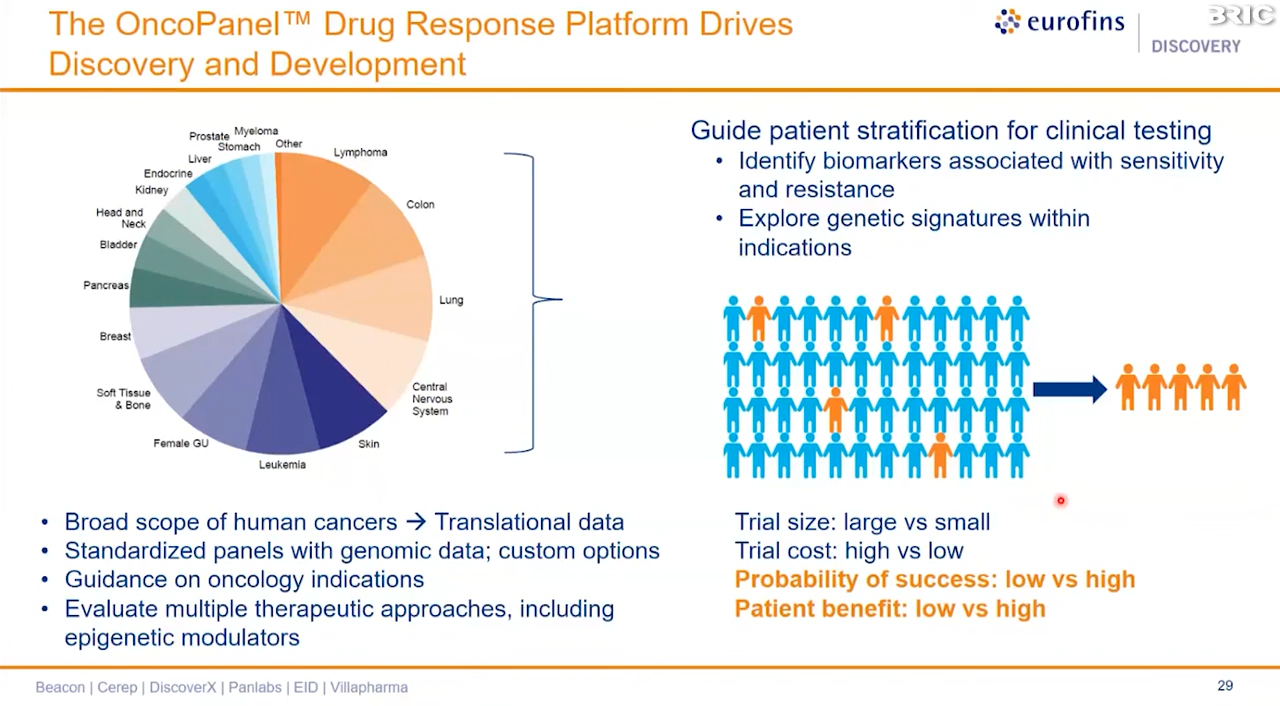 The OncoPanel™ Drug Response Platform Drives
Discovery and Development
eurofins
DISCOVERY
BRIC
Prostate
Myeloma
Stomach
Other
Lymphoma
Liver
Endocrine
Kidney
Colon
Head and
Neck
Bladder
Pancreas
Lung
Breast
Central
Nervous
System
Soft Tissue
& Bone
Female GU
Skin
Leukemia
Guide patient stratification for clinical testing
• Identify biomarkers associated with sensitivity
and resistance
• Explore genetic signatures within
indications
• Broad scope of human cancers → Translational data
• Standardized panels with genomic data; custom options
• Guidance on oncology indications
• Evaluate multiple therapeutic approaches, including
epigenetic modulators
Trial size: large vs small
Trial cost: high vs low
Probability of success: low vs high
Patient benefit: low vs high
Beacon | Cerep | DiscoverX | Panlabs | EID | Villapharma
29